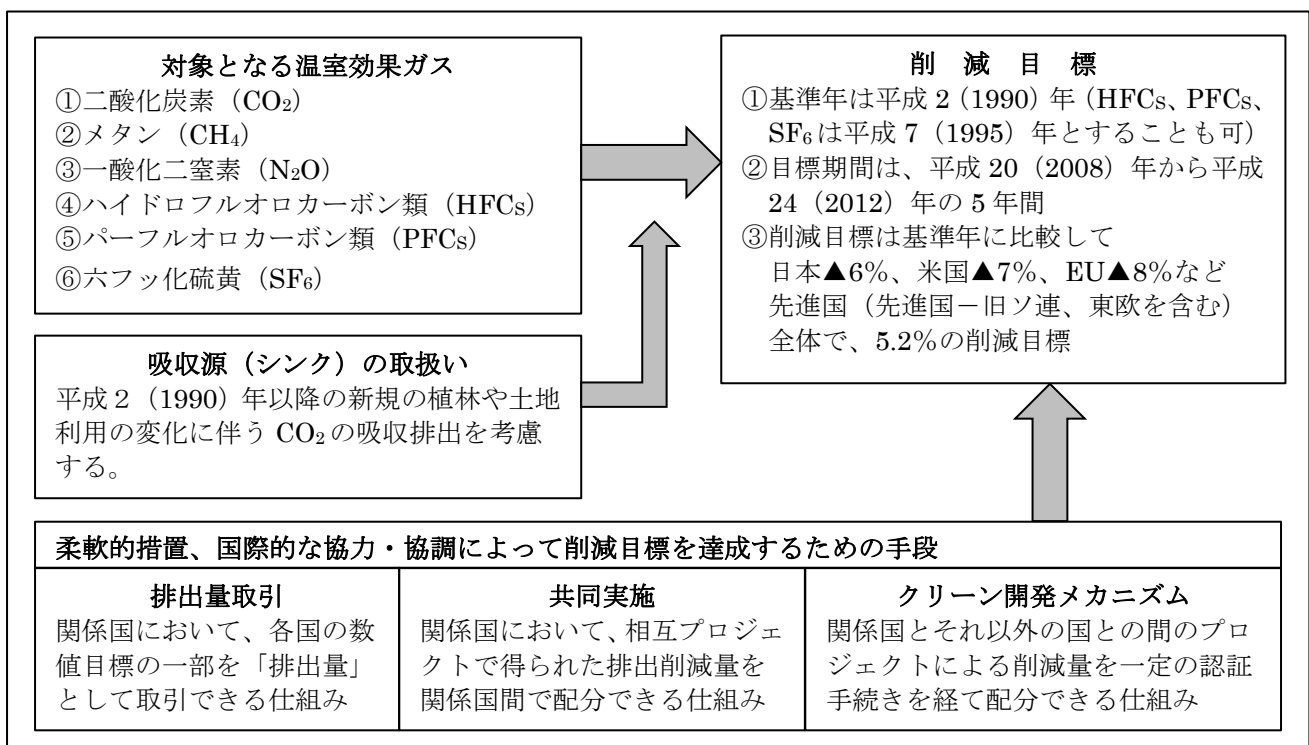 対象となる温室効果ガス
①二酸化炭素（CO₂）
②メタン（CH₄）
③一酸化二窒素（N₂O）
④ハイドロフルオロカーボン類（HFCs）
⑤パーフルオロカーボン類（PFCs）
⑥六フッ化硫黄（SF₆）
吸収源（シンク）の取扱い
平成２（1990）年以降の新規の植林や土地
利用の変化に伴う CO₂の吸収排出を考慮
する。
削　減　目　標
①基準年は平成 2（1990）年（HFCs、PFCs、
SF₆は平成 7（1995）年とすることも可）
②目標期間は、平成 20（2008）年から平成
24（2012）年の 5 年間
③削減目標は基準年に比較して
日本▲6%、米国▲7%、EU▲8%など
先進国（先進国－旧ソ連、東欧を含む）
全体で、5.2%の削減目標
柔軟的措置、国際的な協力・協調によって削減目標を達成するための手段
排出量取引
関係国において、各国の数
値目標の一部を「排出量」
として取引できる仕組み
共同実施
関係国において、相互プロジェ
クトで得られた排出削減量を
関係国間で配分できる仕組み
クリーン開発メカニズム
関係国とそれ以外の国との間のプロ
ジェクトによる削減量を一定の認証
手続きを経て配分できる仕組み